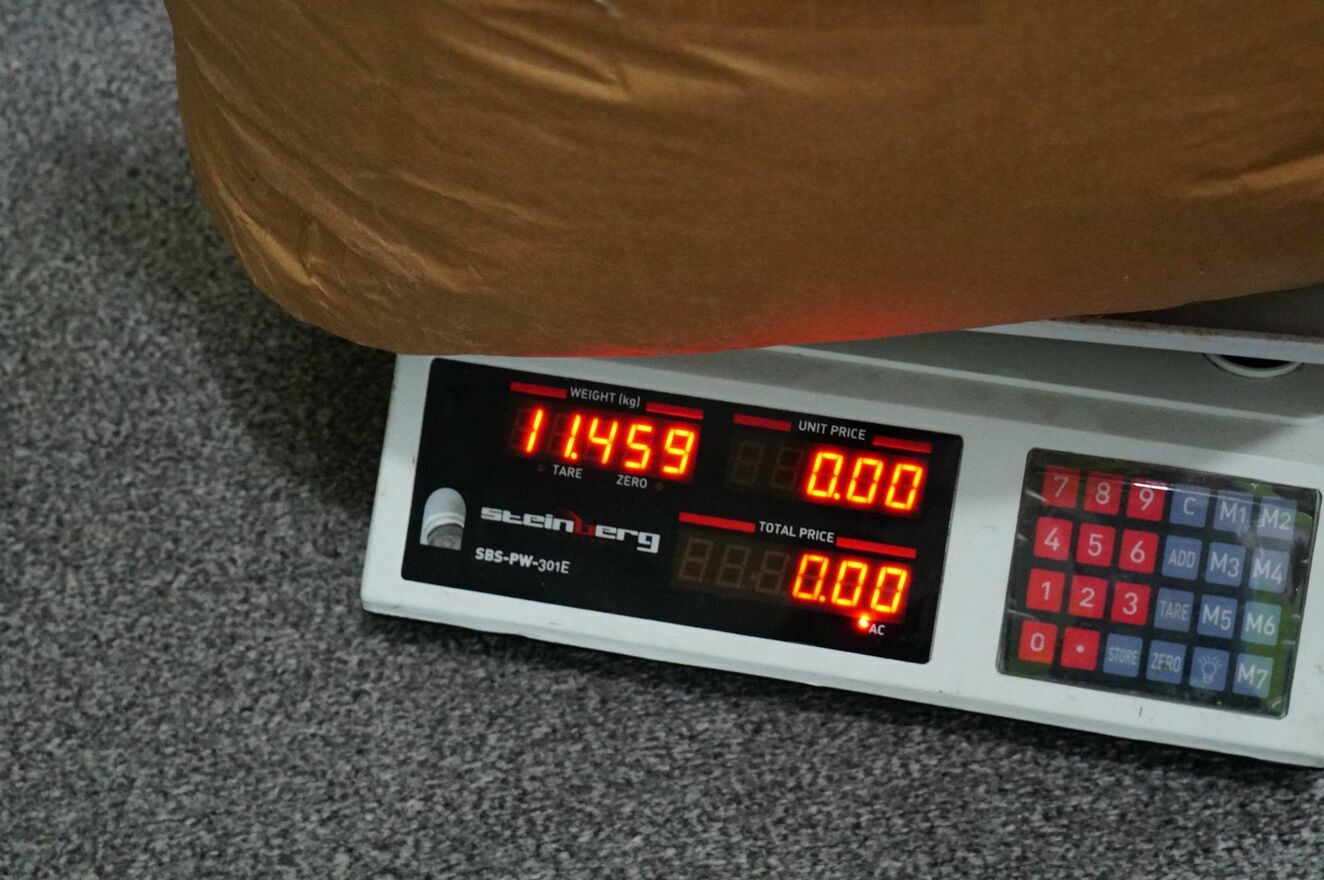 WEIGHT (kg)
11.459
TARE
ZERO
UNIT PRICE
0.00
steinberg
SBS-PW-301E
TOTAL PRICE
0.00
AC
7 8 9 C M1 M2
4 5 6 ADD M3 M4
1 2 3 TARE M5 M6
0 • STORE ZERO M7